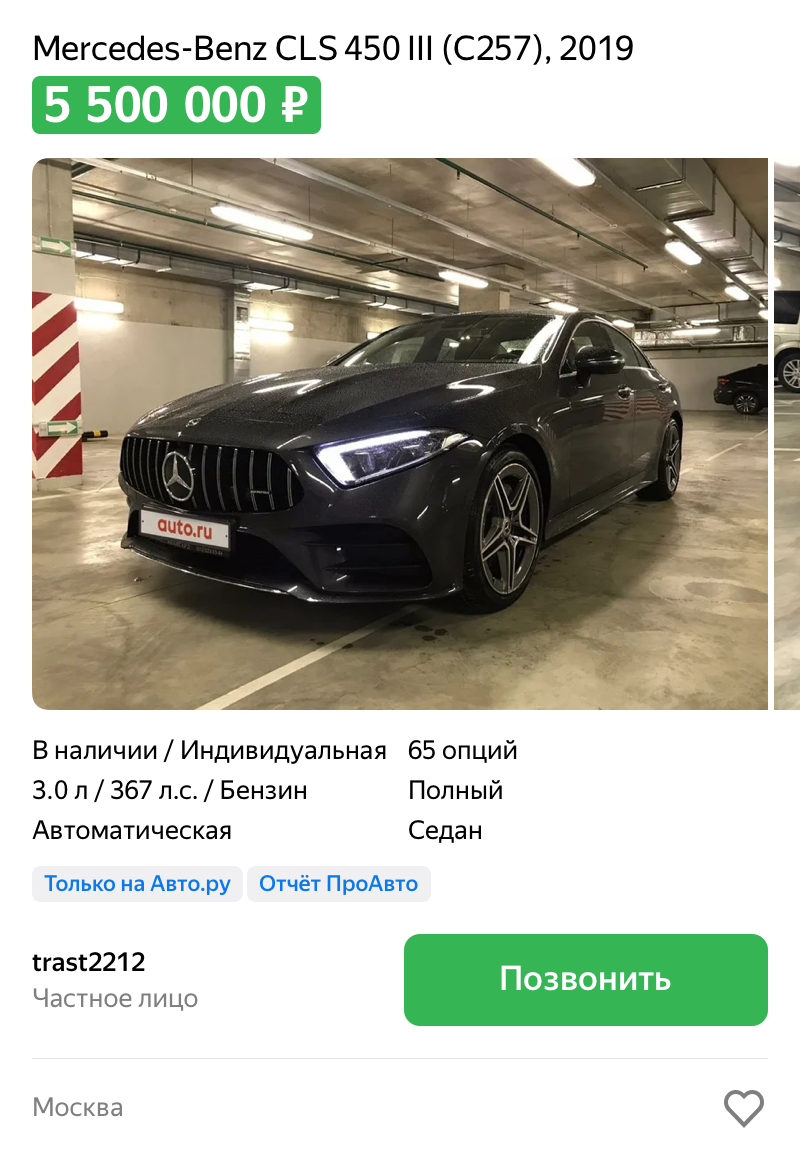 Mercedes-Benz CLS 450 III (C257), 2019
5 500 000 ₽
auto.ru
В наличии / Индивидуальная
65 опций
3.0 л / 367 л.с. / Бензин
Полный
Автоматическая
Седан
Только на Авто.ру
Отчёт ПроАвто
trast2212
Частное лицо
Позвонить
Москва